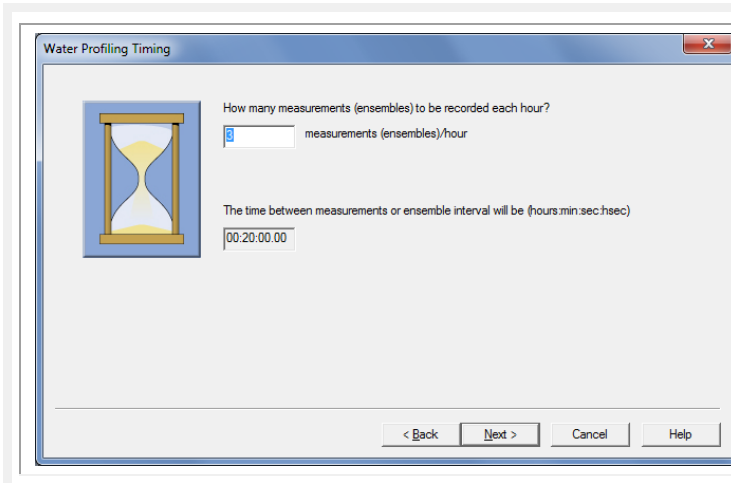 Water Profiling Timing
How many measurements (ensembles) to be recorded each hour?
3 measurements (ensembles)/hour
The time between measurements or ensemble interval will be (hours:min:sec:hsec)
00:20:00.00
< Back Next > Cancel Help